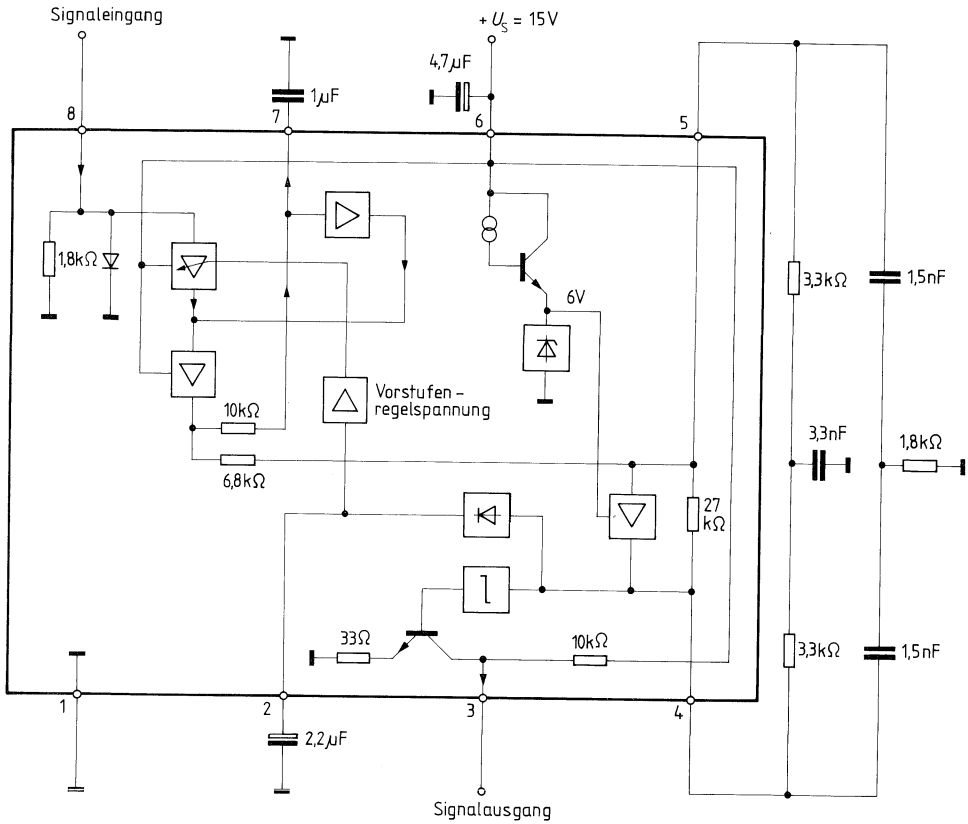 Signaleingang
+ U_S = 15V
4,7µF
1µF
8
7
6
5
1,8kΩ
6V
3,3kΩ
1,5nF
Vorstufen-
regelspannung
10kΩ
6,8kΩ
3,3nF
1,8kΩ
27
kΩ
33Ω
10kΩ
3,3kΩ
1,5nF
1
2
3
4
2,2µF
Signalausgang